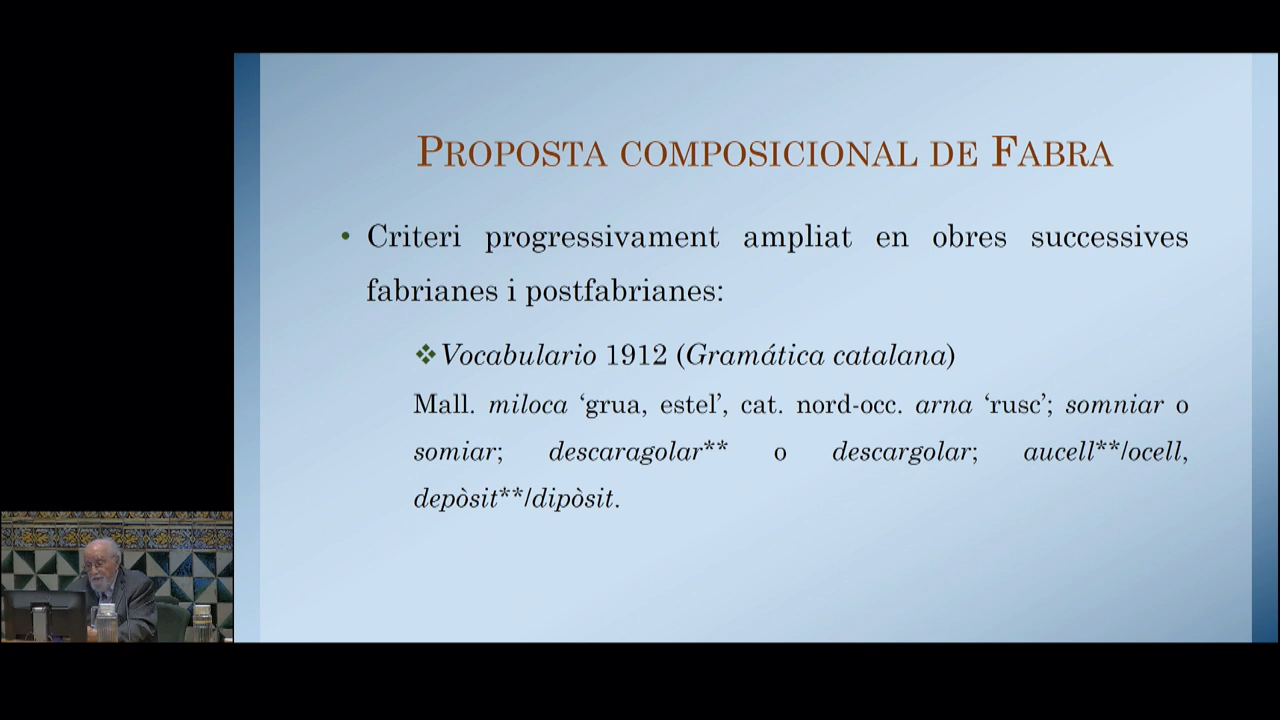 PROPOSTA COMPOSICIONAL DE FABRA
• Criteri progressivament ampliat en obres successives
fabrianes i postfabrianes:
❖Vocabulario 1912 (Gramática catalana)
Mall. miloca ‘grua, estel’, cat. nord-occ. arna ‘rusc’; somniar o
somiar; descaragolar** o descargolar; aucell**/ocell,
depòsit**/dipòsit.